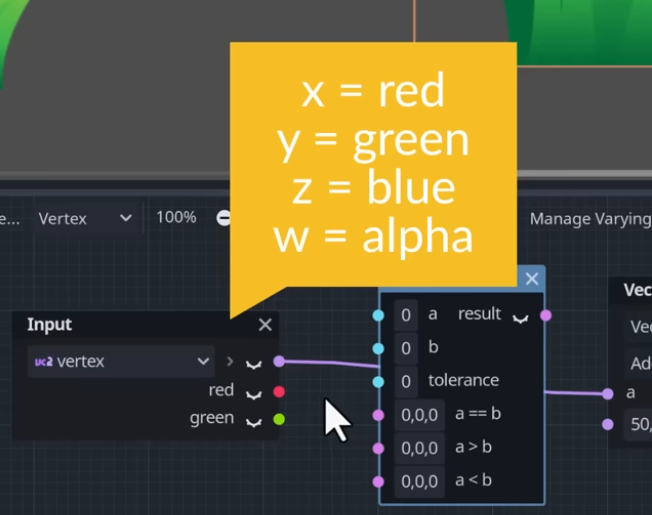 x = red
y = green
z = blue
w = alpha
e...
Vertex
100%
Manage Varying
Input
vec2 vertex
red
green
0 a result
0 b
0 tolerance
0,0,0 a == b
0,0,0 a > b
0,0,0 a < b
Vec
Vec
Ad
a
50,